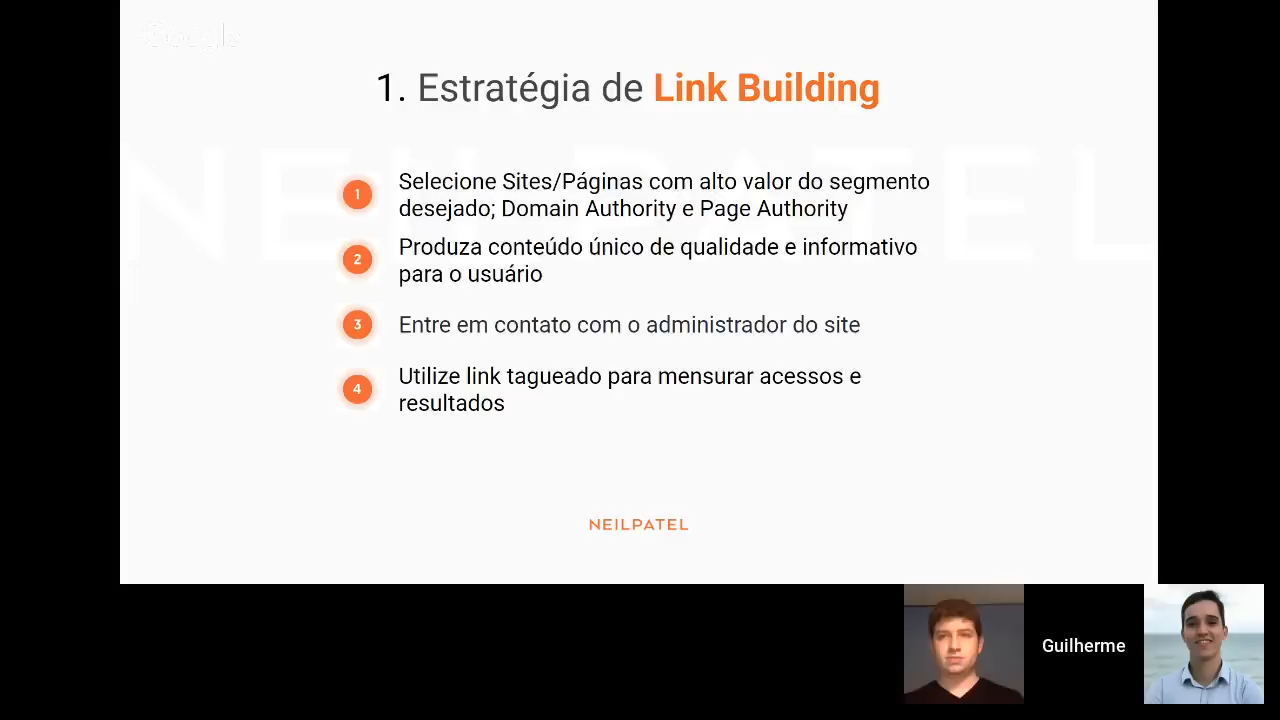 Google
1. Estratégia de Link Building
NEILPATEL
1
Selecione Sites/Páginas com alto valor do segmento
desejado; Domain Authority e Page Authority
2
Produza conteúdo único de qualidade e informativo
para o usuário
3
Entre em contato com o administrador do site
4
Utilize link tagueado para mensurar acessos e
resultados
NEILPATEL
Guilherme